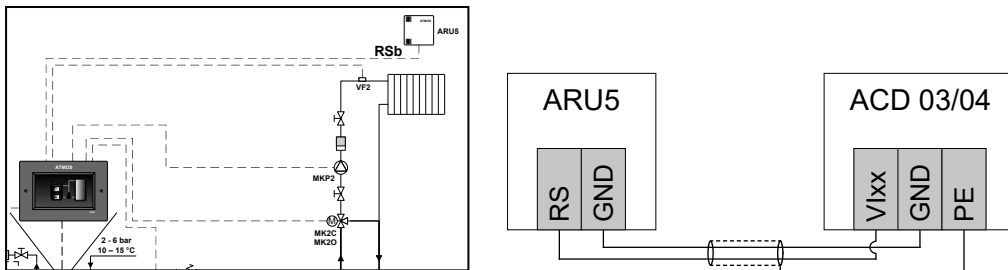 ATMOS
ARU5
RSb
VF2
ATMOS
MKP2
M
MK2C
MK2O
2 - 6 bar
10 – 15 °C
ARU5
RS
GND
ACD 03/04
VIxx
GND
PE